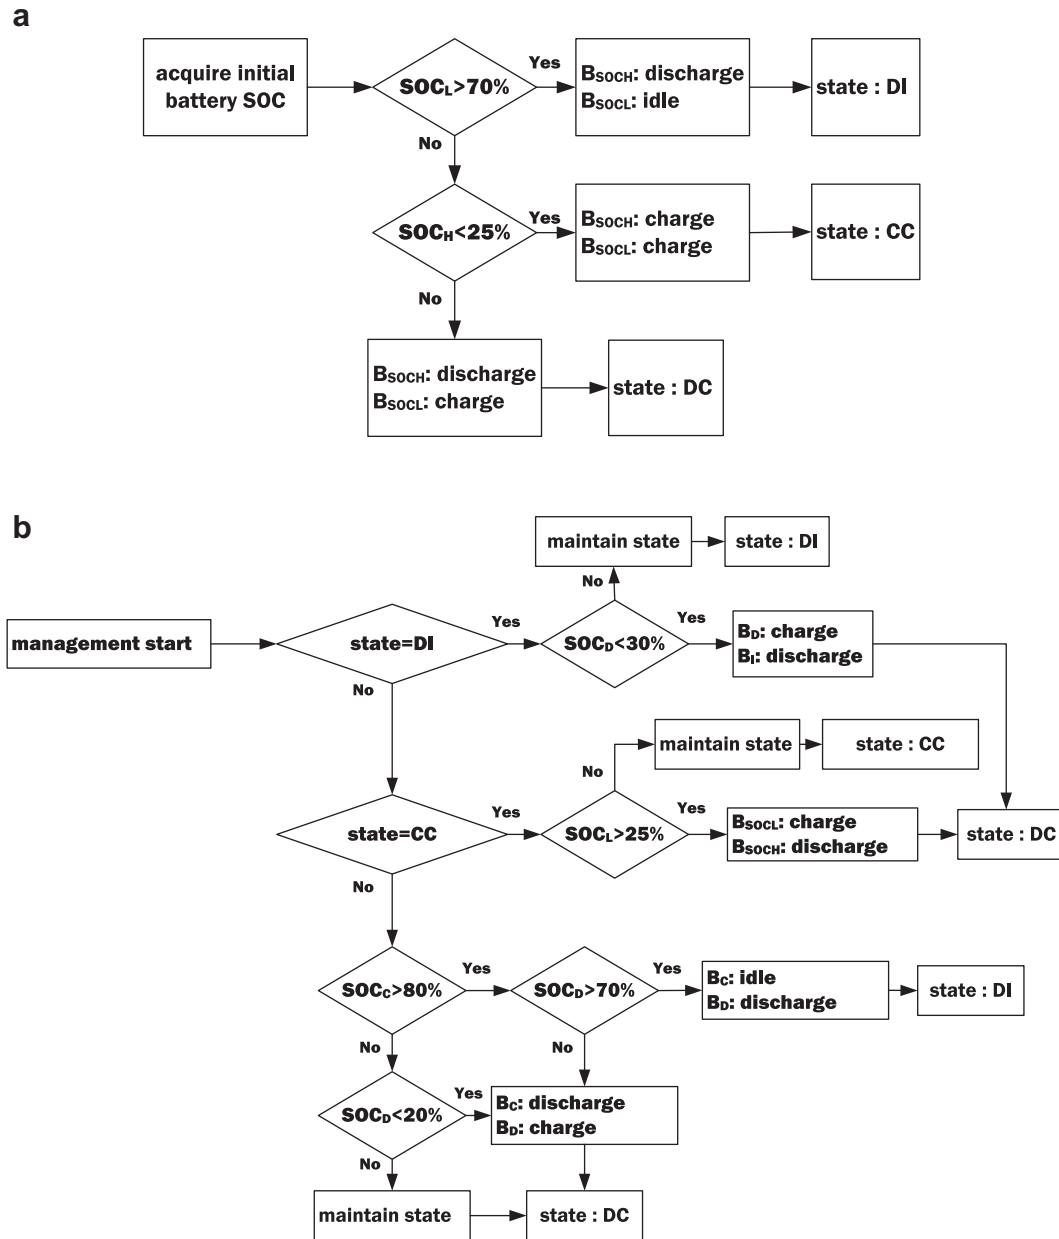 a
acquire initial
battery SOC
SOCL>70%
Yes
BSOCH: discharge
BSOCL: idle
state : DI
No
SOCH<25%
Yes
BSOCH: charge
BSOCL: charge
state : CC
No
BSOCH: discharge
BSOCL: charge
state : DC
b
maintain state
state : DI
No
management start
state=DI
Yes
SOCD<30%
Yes
BD: charge
BI: discharge
No
maintain state
state : CC
No
state=CC
Yes
SOCL>25%
Yes
BSOCL: charge
BSOCH: discharge
state : DC
No
SOCC>80%
Yes
SOCD>70%
Yes
BC: idle
BD: discharge
state : DI
No
No
SOCD<20%
Yes
BC: discharge
BD: charge
No
maintain state
state : DC